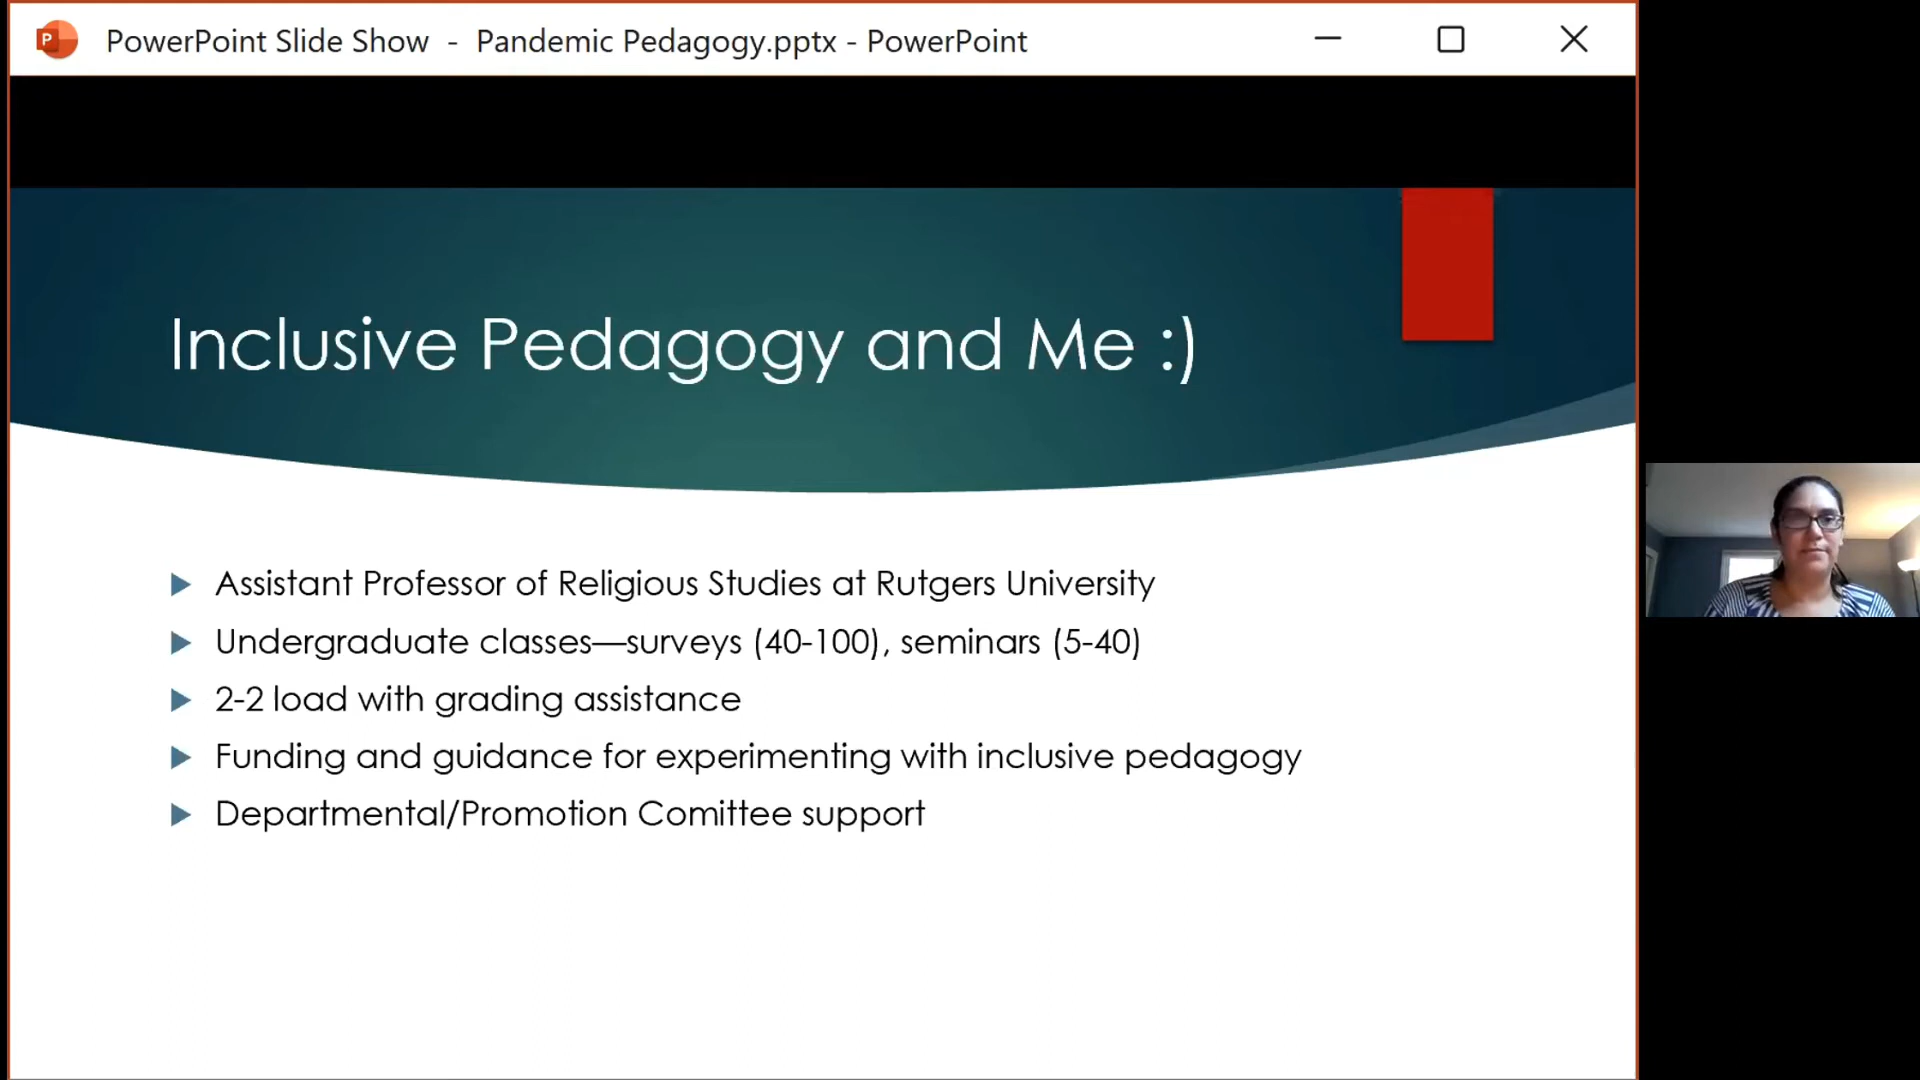 P PowerPoint Slide Show - Pandemic Pedagogy.pptx - PowerPoint
Inclusive Pedagogy and Me :)
Assistant Professor of Religious Studies at Rutgers University
Undergraduate classes—surveys (40-100), seminars (5-40)
2-2 load with grading assistance
Funding and guidance for experimenting with inclusive pedagogy
Departmental/Promotion Comittee support